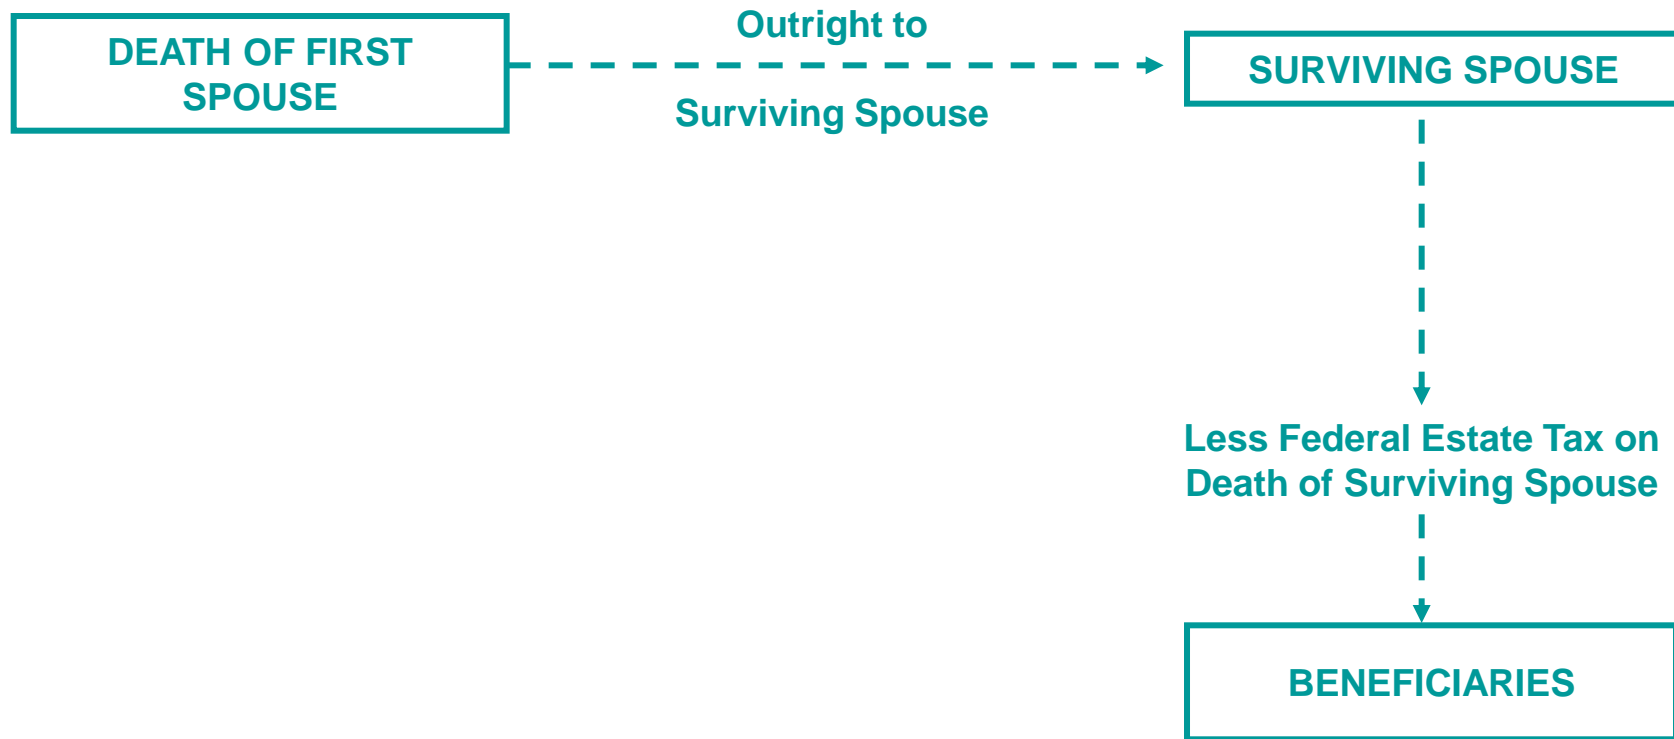 DEATH OF FIRST
SPOUSE
Outright to
Surviving Spouse
SURVIVING SPOUSE
Less Federal Estate Tax on
Death of Surviving Spouse
BENEFICIARIES